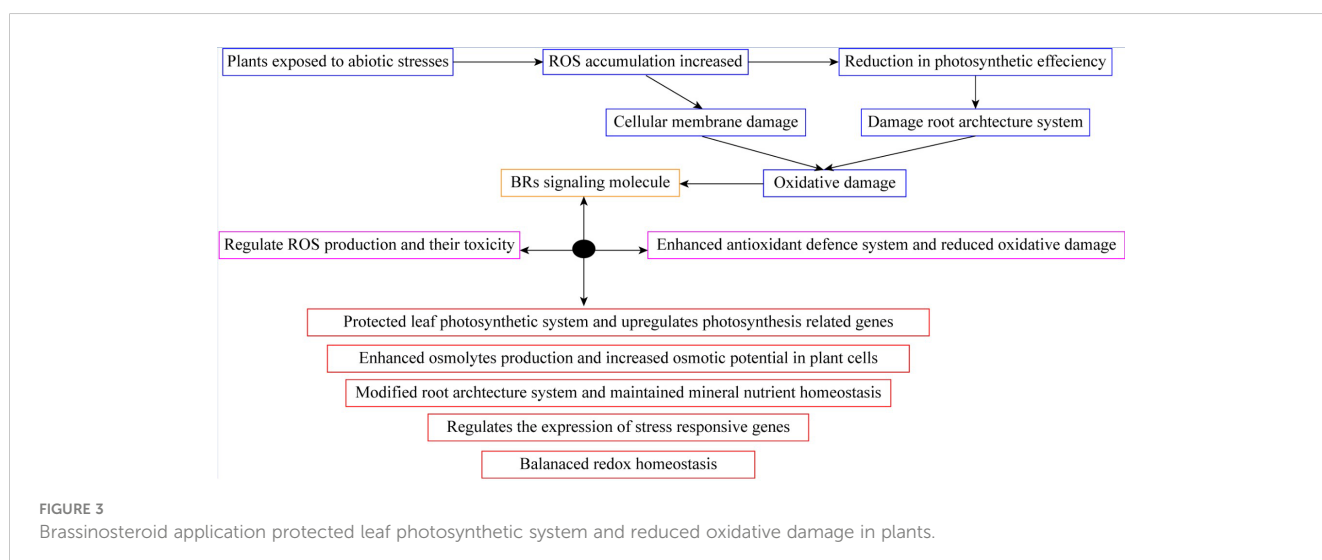 Plants exposed to abiotic stresses
ROS accumulation increased
Reduction in photosynthetic effeciency
Cellular membrane damage
Damage root archtecture system
BRs signaling molecule
Oxidative damage
Regulate ROS production and their toxicity
Enhanced antioxidant defence system and reduced oxidative damage
Protected leaf photosynthetic system and upregulates photosynthesis related genes
Enhanced osmolytes production and increased osmotic potential in plant cells
Modified root archtecture system and maintained mineral nutrient homeostasis
Regulates the expression of stress responsive genes
Balanaced redox homeostasis
FIGURE 3
Brassinosteroid application protected leaf photosynthetic system and reduced oxidative damage in plants.